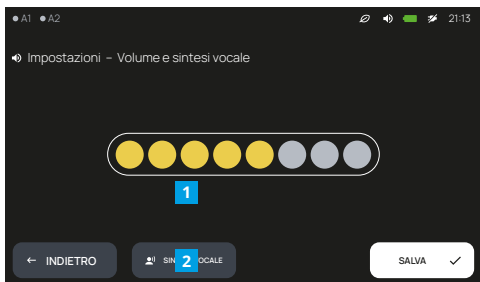 A1 A2 21:13
Impostazioni – Volume e sintesi vocale
1
INDIETRO
2
SALVA